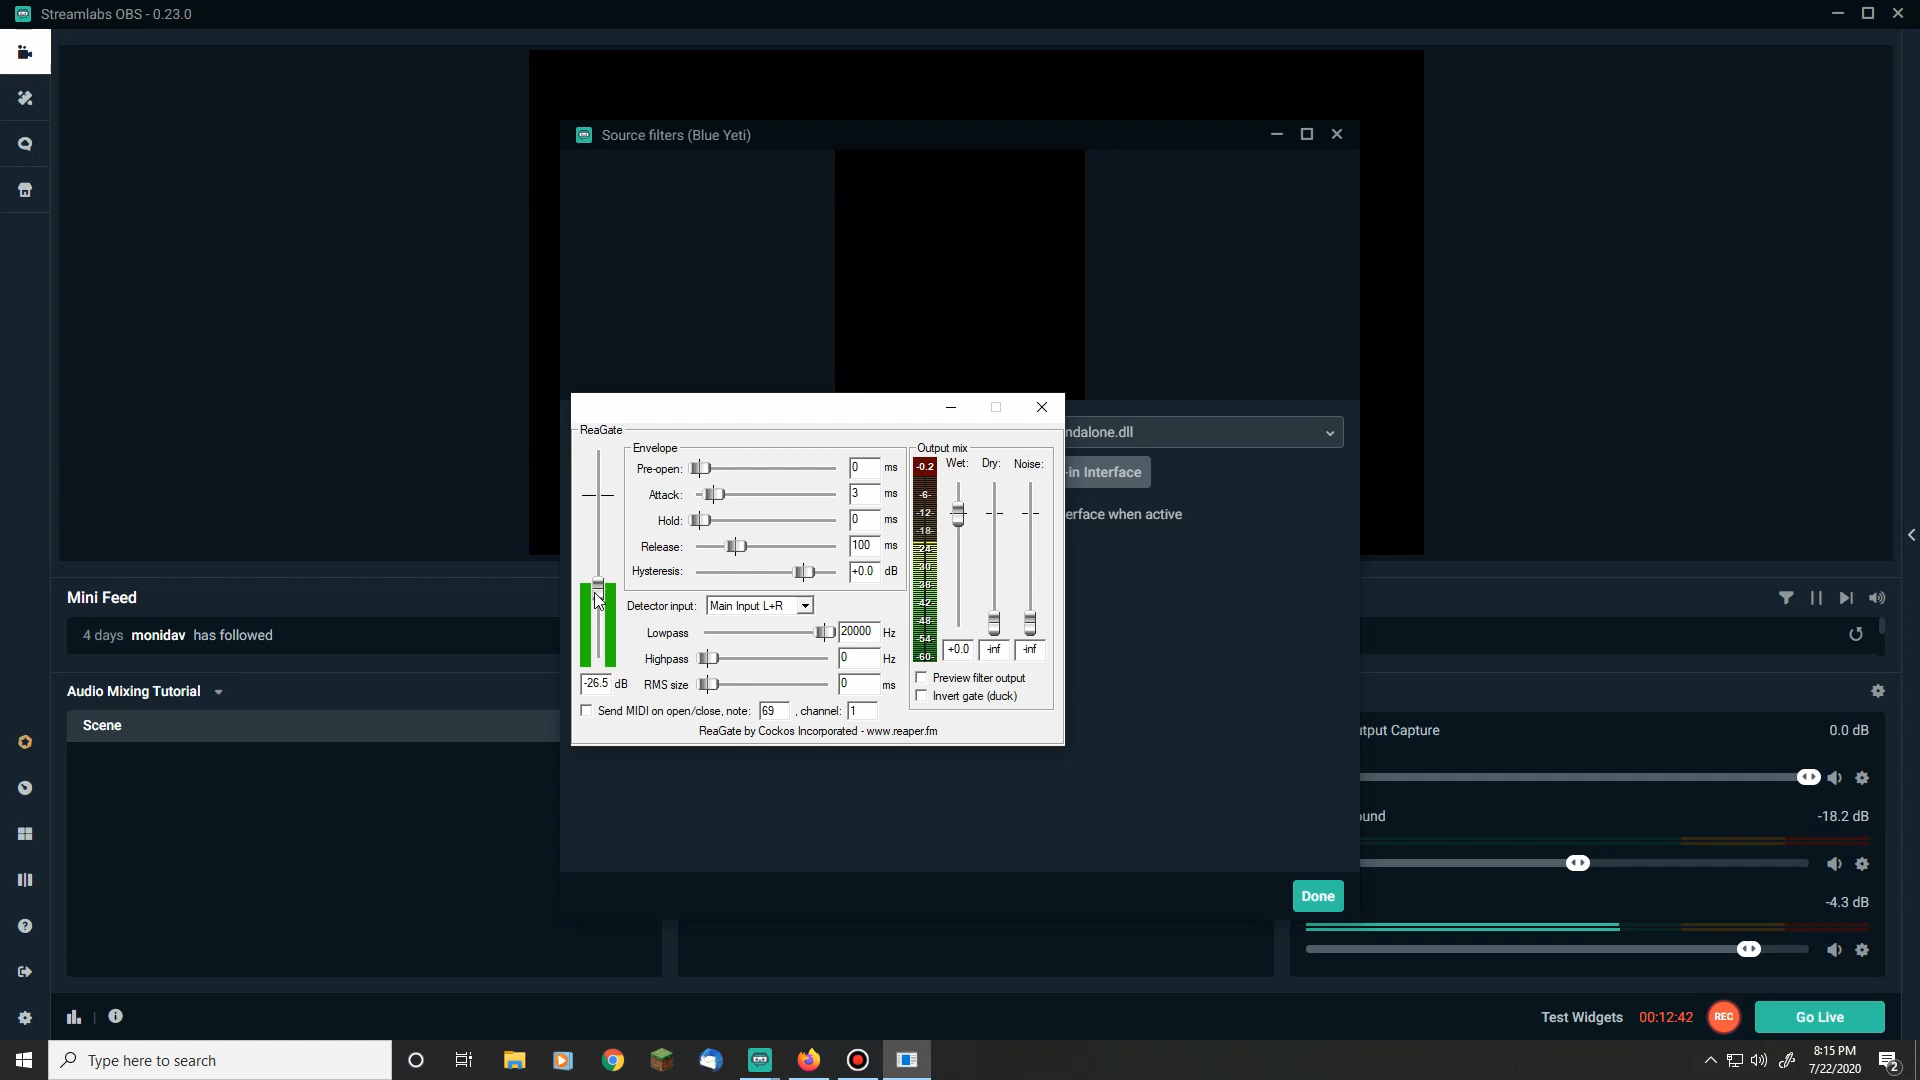 Streamlabs OBS - 0.23.0
Source filters (Blue Yeti)
ndalone.dll
-in Interface
erface when active
ReaGate
Envelope
Pre-open: 0 ms
Attack: 3 ms
Hold: 0 ms
Release: 100 ms
Hysteresis: +0.0 dB
Detector input: Main Input L+R
Lowpass 20000 Hz
Highpass 0 Hz
-26.5 dB RMS size 0 ms
Send MIDI on open/close, note: 69 , channel: 1
ReaGate by Cockos Incorporated - www.reaper.fm
Output mix
-0.2 Wet: Dry: Noise:
-6-
-12-
-18-
-24-
-30-
-36-
-42-
-48-
-54-
-60-
+0.0 -inf -inf
Preview filter output
Invert gate (duck)
Mini Feed
4 days monidav has followed
Audio Mixing Tutorial
Scene
tput Capture 0.0 dB
und -18.2 dB
-4.3 dB
Done
Test Widgets 00:12:42 REC Go Live
Type here to search
8:15 PM
7/22/2020
2